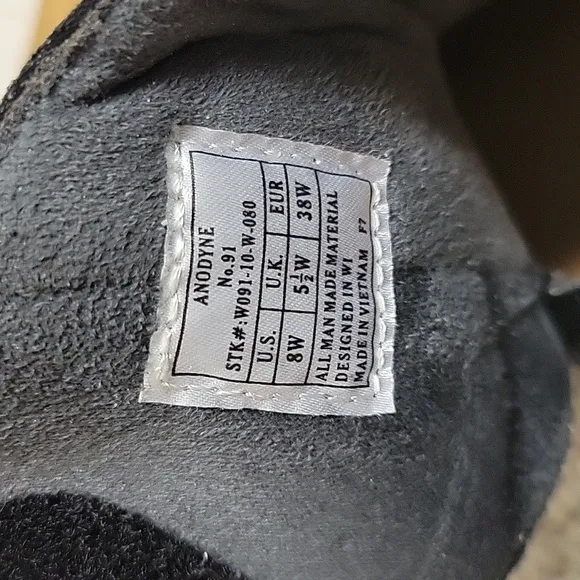 ANODYNE
No.91
STK#:W091-10-W-080
U.S. U.K. EUR
8W 5½W 38W
ALL MAN MADE MATERIAL
DESIGNED IN WI
MADE IN VIETNAM F7